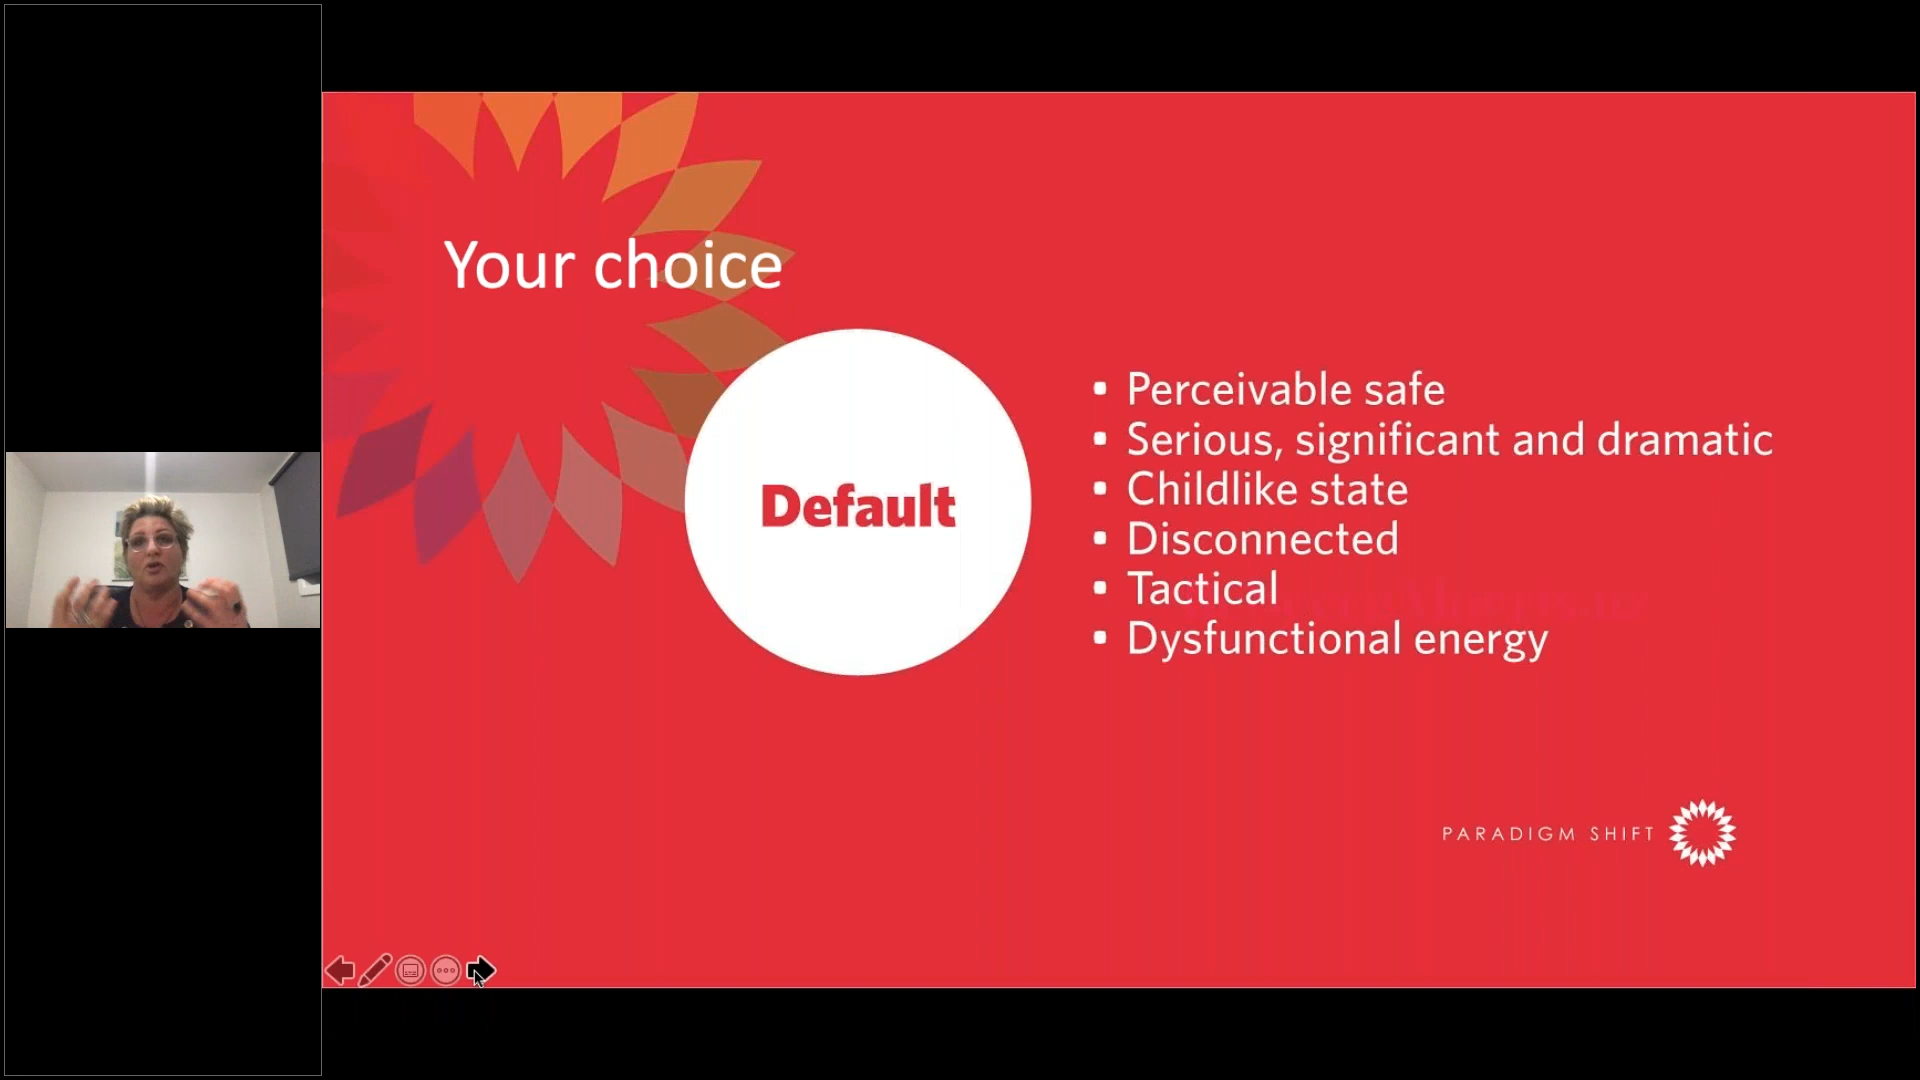 Your choice
Default
• Perceivable safe
• Serious, significant and dramatic
• Childlike state
• Disconnected
• Tactical
• Dysfunctional energy
PARADIGM SHIFT